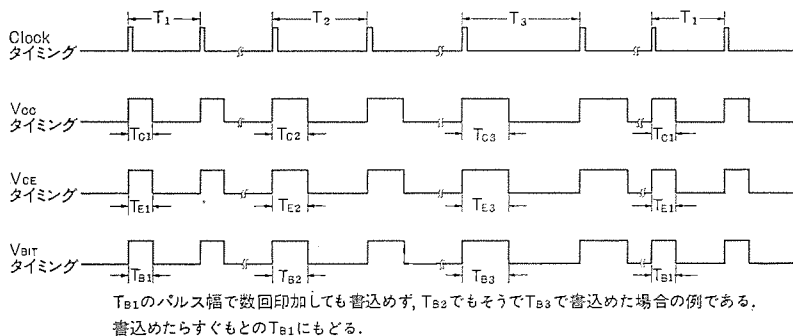 T₁ T₂ T₃ T₁
Clock
タイミング
Vcc
タイミング
TC1 TC2 TC3 TC1
VCE
タイミング
TE1 TE2 TE3 TE1
VBIT
タイミング
TB1 TB2 TB3 TB1
TB1のパルス幅で数回印加しても書込めず, TB2でもそうでTB3で書込めた場合の例である.
書込めたらすぐもとのTB1にもどる.